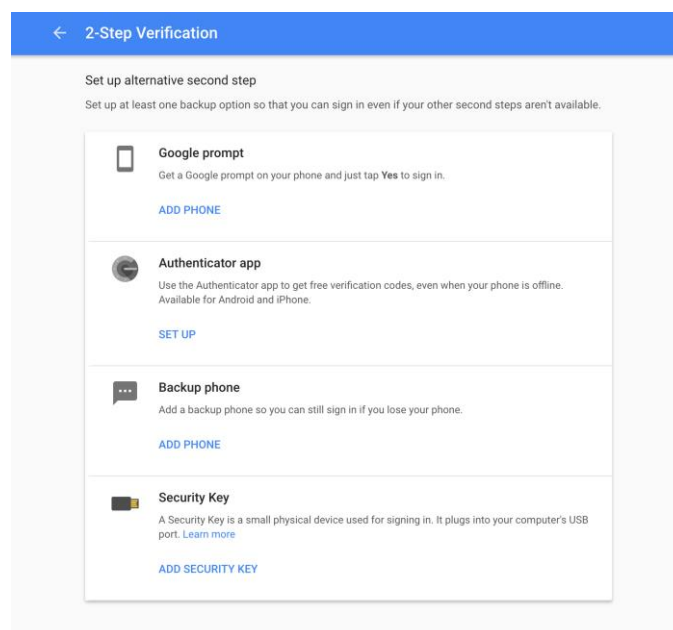 2-Step Verification
Set up alternative second step
Set up at least one backup option so that you can sign in even if your other second steps aren't available.
Google prompt
Get a Google prompt on your phone and just tap Yes to sign in.
ADD PHONE
Authenticator app
Use the Authenticator app to get free verification codes, even when your phone is offline.
Available for Android and iPhone.
SET UP
Backup phone
Add a backup phone so you can still sign in if you lose your phone.
ADD PHONE
Security Key
A Security Key is a small physical device used for signing in. It plugs into your computer's USB
port. Learn more
ADD SECURITY KEY